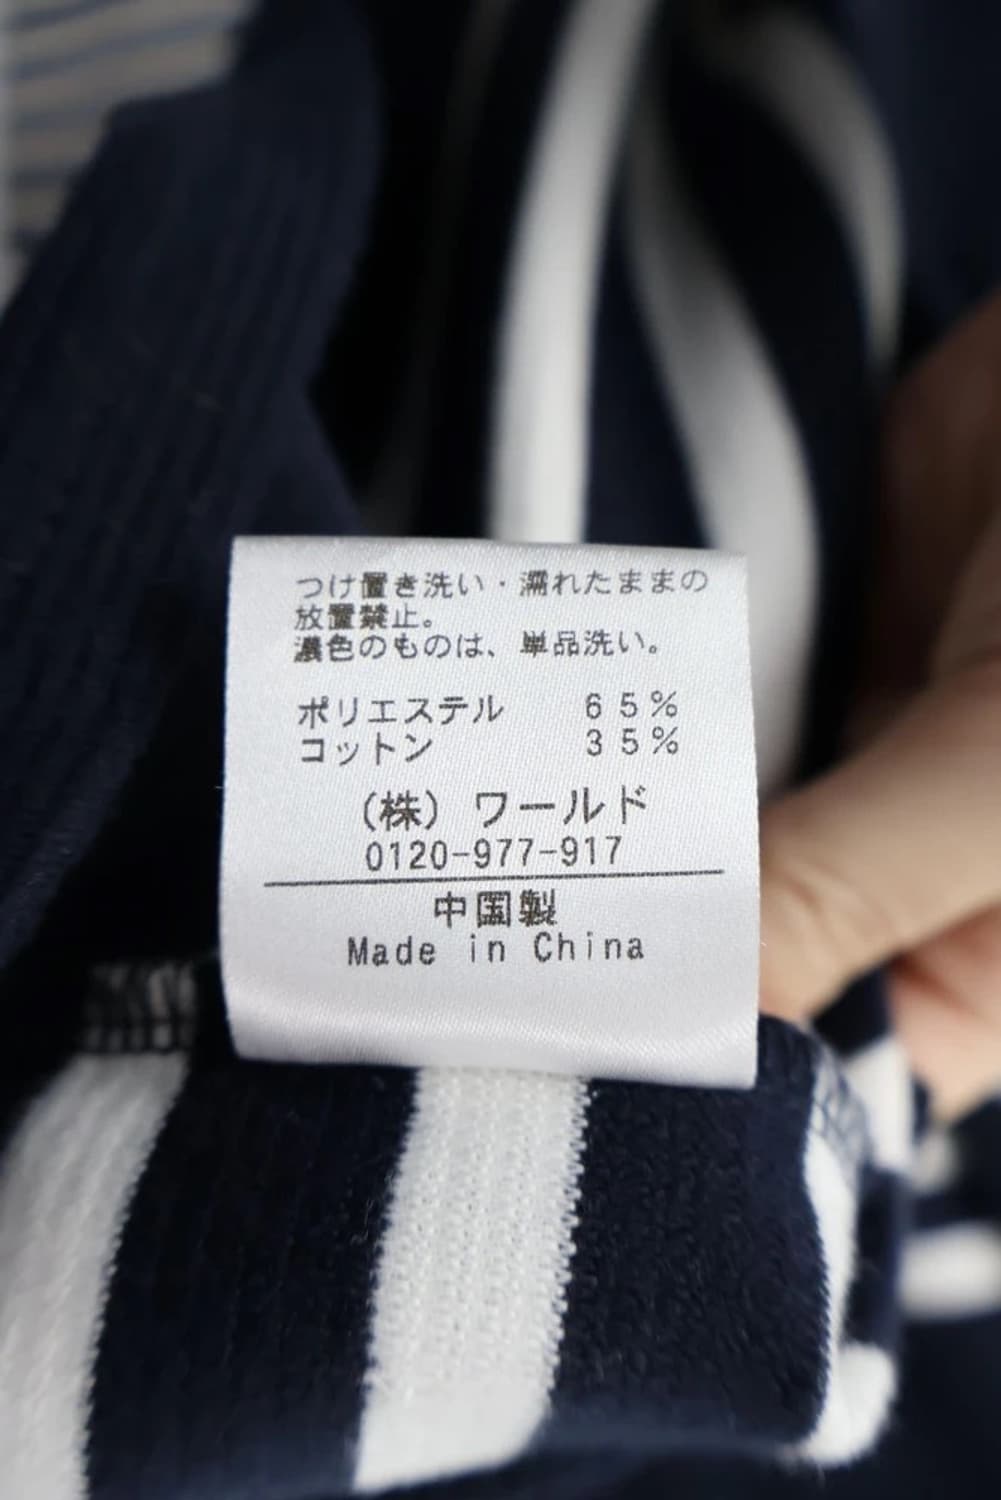 つけ置き洗い・濡れたままの
放置禁止。
濃色のものは、単品洗い。
ポリエステル 65%
コットン 35%
(株) ワールド
0120-977-917
中国製
Made in China